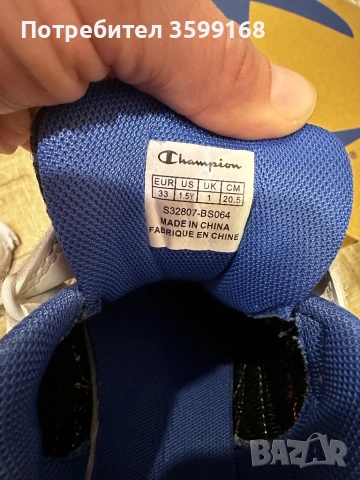 Потребител 3599168
Champion
EUR US UK CM
33 1.5Y 1 20.5
S32807-BS064
MADE IN CHINA
FABRIQUE EN CHINE
BAZAR